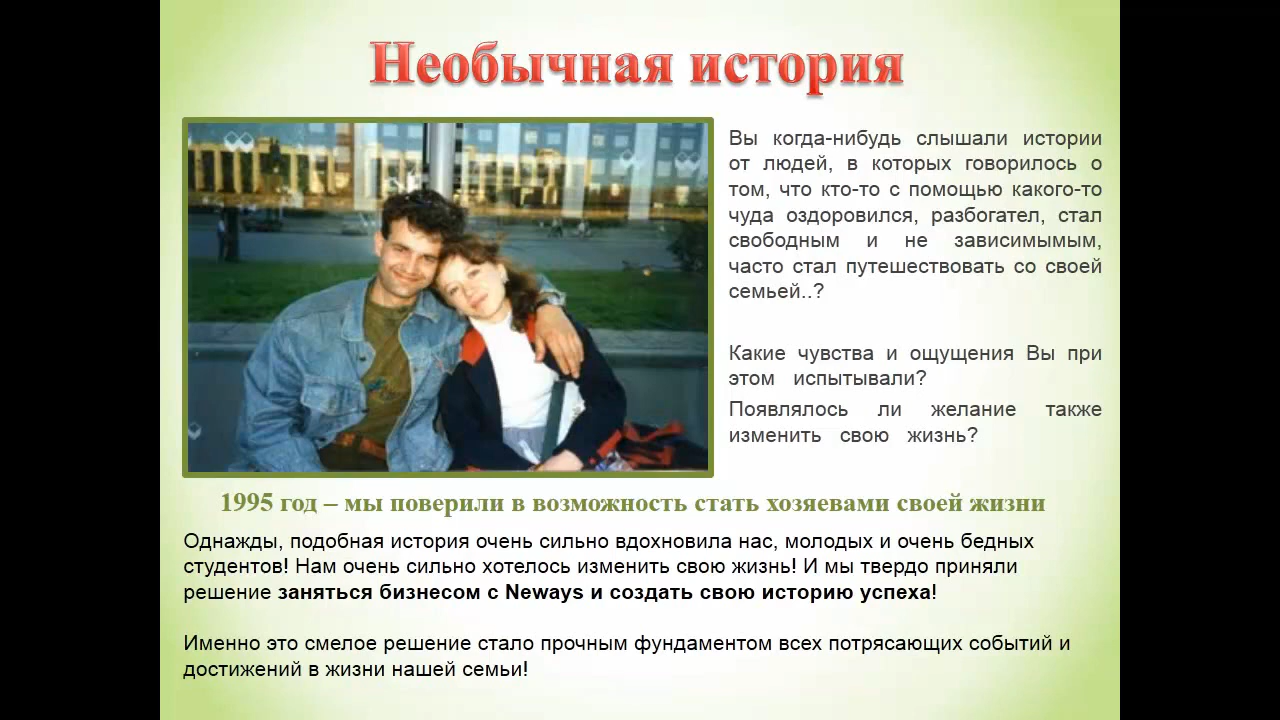 Необычная история
Вы когда-нибудь слышали истории
от людей, в которых говорилось о
том, что кто-то с помощью какого-то
чуда оздоровился, разбогател, стал
свободным и не зависимымым,
часто стал путешествовать со своей
семьей..?
Какие чувства и ощущения Вы при
этом испытывали?
Появлялось ли желание также
изменить свою жизнь?
1995 год – мы поверили в возможность стать хозяевами своей жизни
Однажды, подобная история очень сильно вдохновила нас, молодых и очень бедных
студентов! Нам очень сильно хотелось изменить свою жизнь! И мы твердо приняли
решение заняться бизнесом с Neways и создать свою историю успеха!
Именно это смелое решение стало прочным фундаментом всех потрясающих событий и
достижений в жизни нашей семьи!